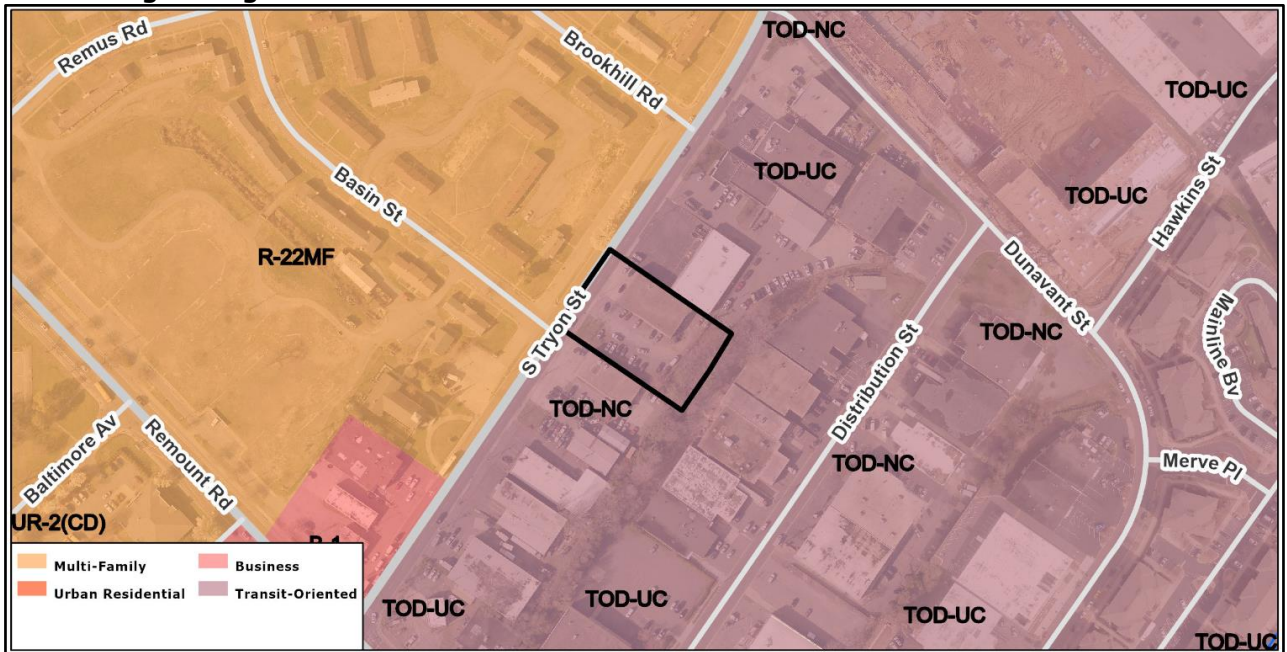 TOD-NC
Remus Rd
Brookhill Rd
TOD-UC
TOD-UC
TOD-UC
Hawkins St
Basin St
R-22MF
Dunavant St
Mainline Bv
S Tryon St
TOD-NC
TOD-NC
Distribution St
Baltimore Av
Remount Rd
TOD-NC
Merve Pl
UR-2(CD)
Multi-Family
Business
Urban Residential
Transit-Oriented
TOD-UC
TOD-UC
TOD-UC
TOD-UC